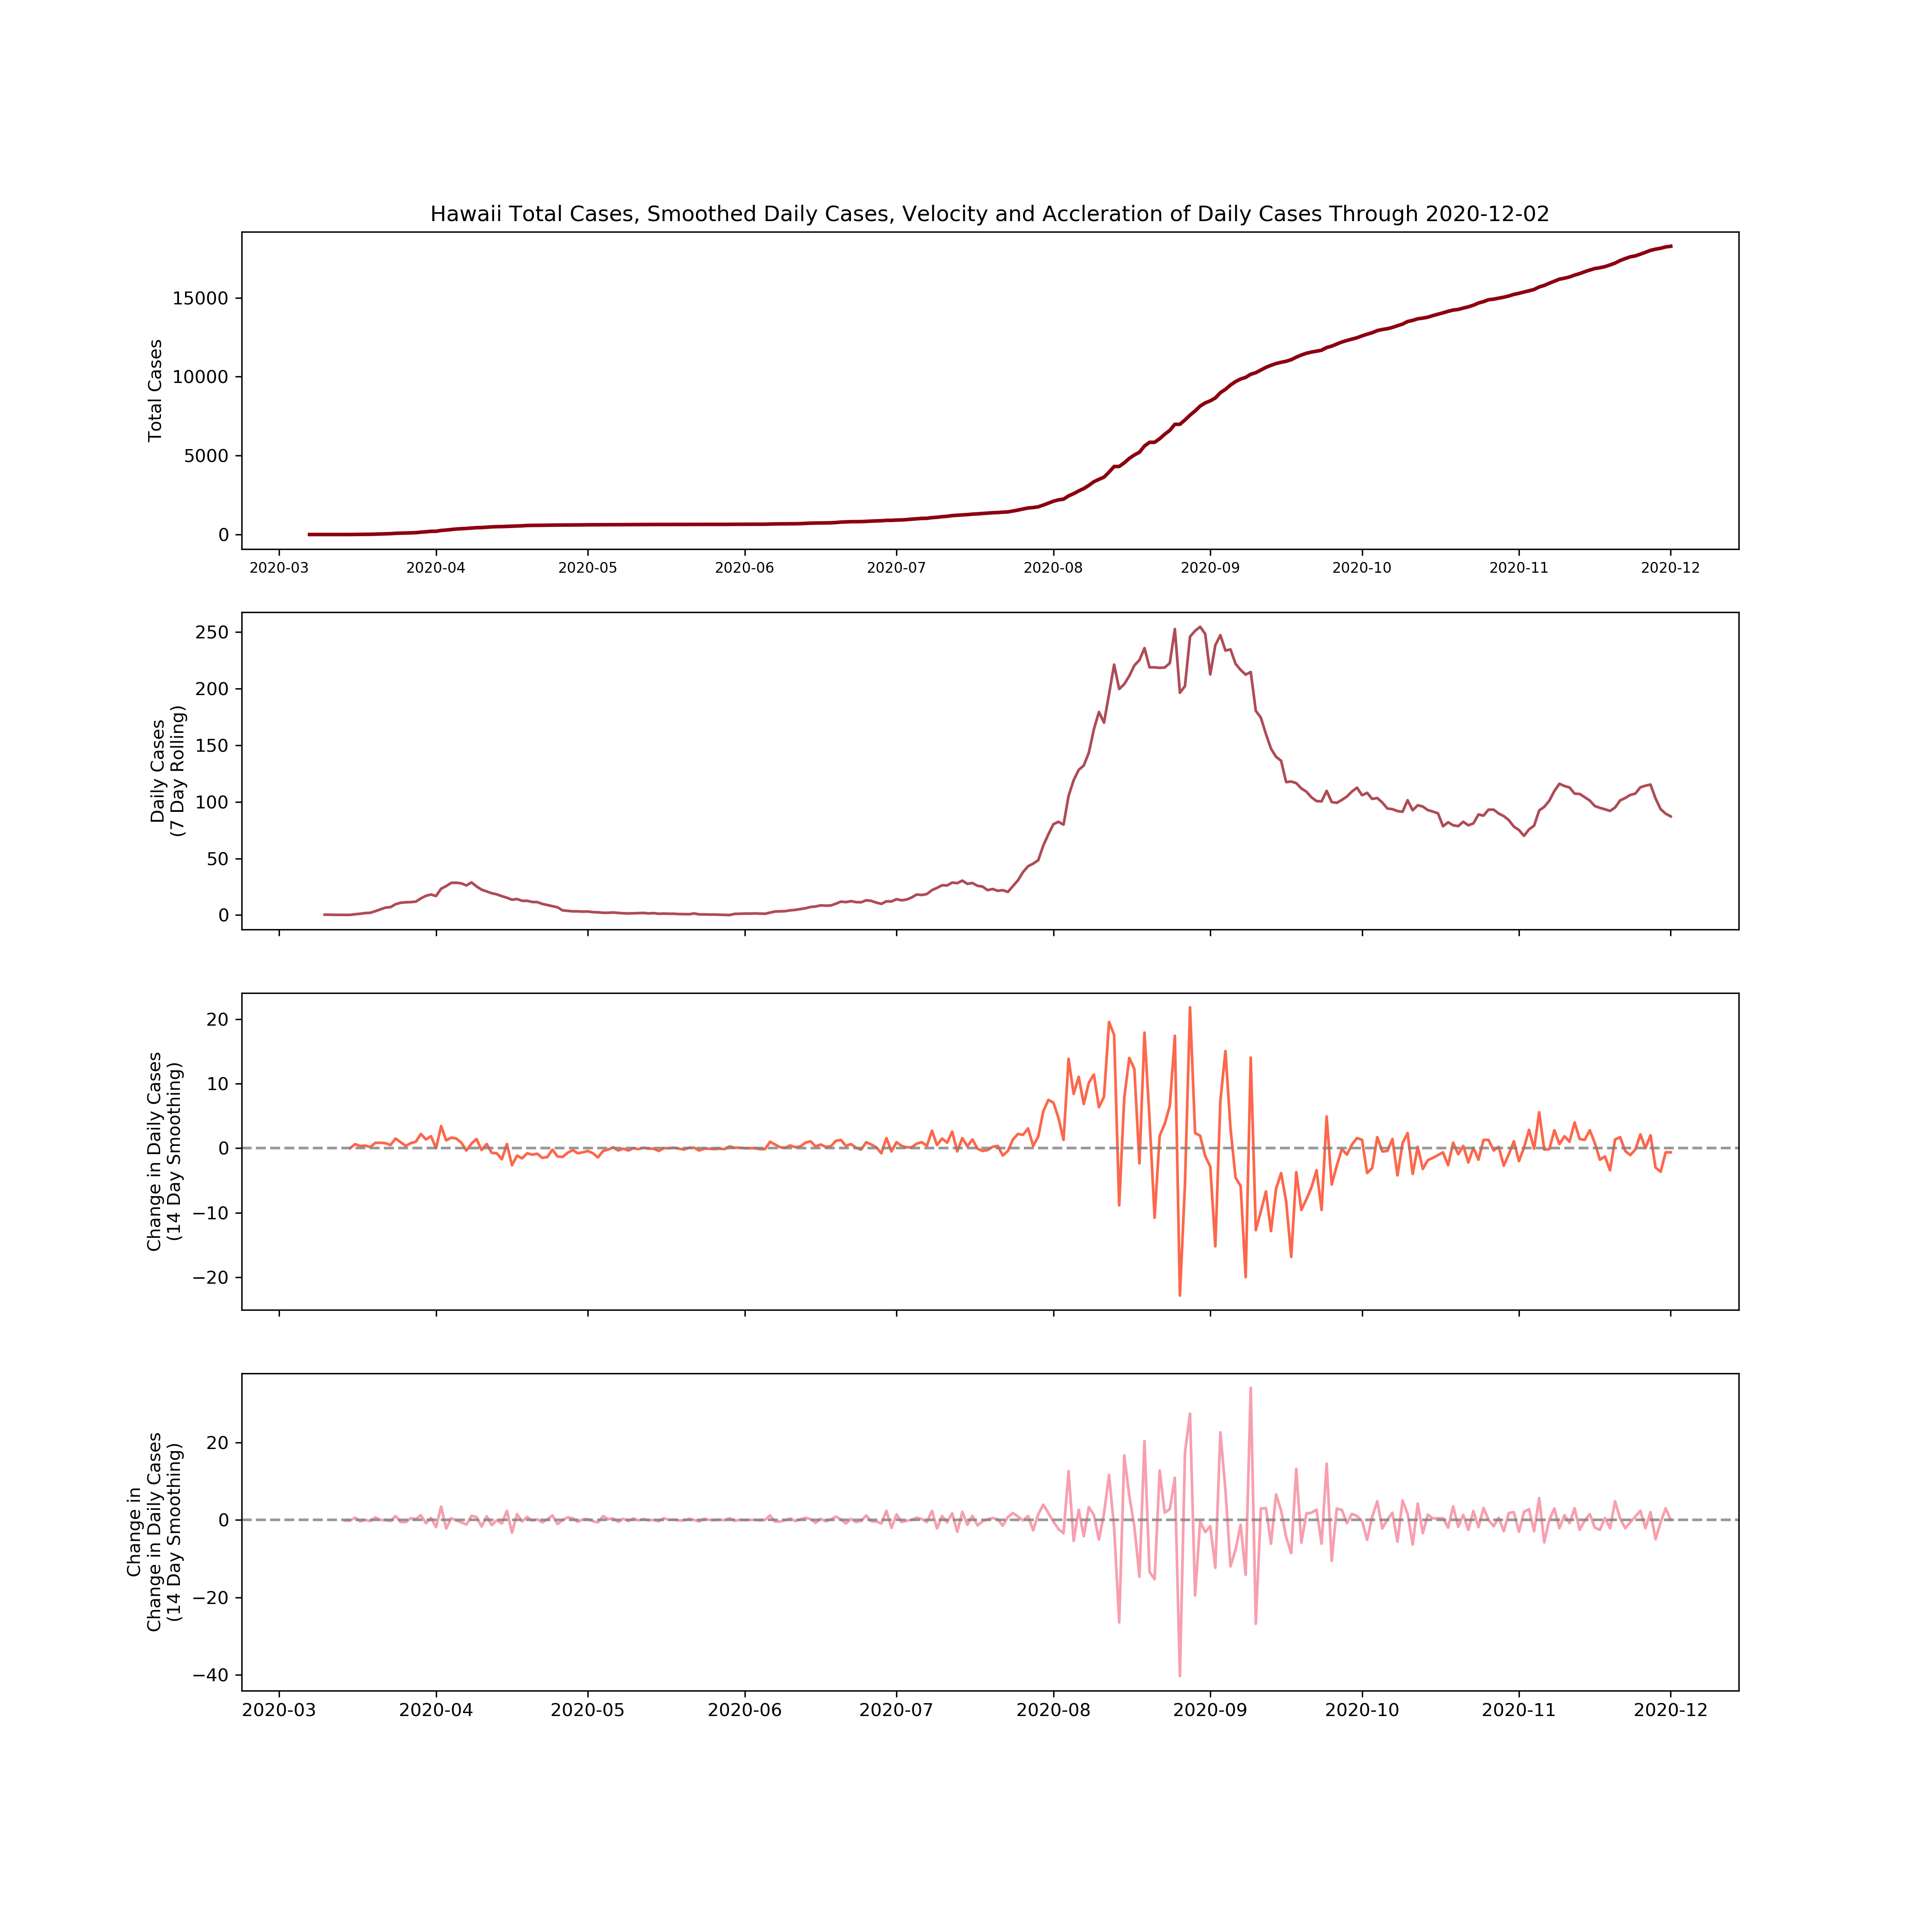 Hawaii Total Cases, Smoothed Daily Cases, Velocity and Accleration of Daily Cases Through 2020-12-02
Total Cases
15000
10000
5000
0
2020-03 2020-04 2020-05 2020-06 2020-07 2020-08 2020-09 2020-10 2020-11 2020-12
Daily Cases
(7 Day Rolling)
250
200
150
100
50
0
Change in Daily Cases
(14 Day Smoothing)
20
10
0
−10
−20
Change in
Change in Daily Cases
(14 Day Smoothing)
20
0
−20
−40
2020-03 2020-04 2020-05 2020-06 2020-07 2020-08 2020-09 2020-10 2020-11 2020-12